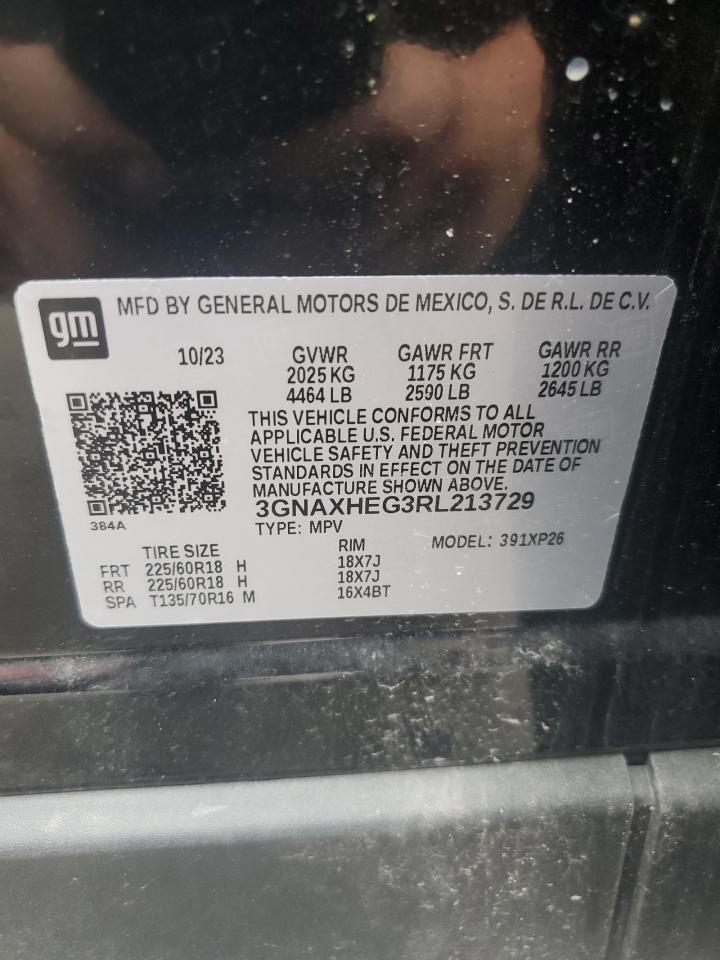 gm
MFD BY GENERAL MOTORS DE MEXICO, S. DE R.L. DE C.V.
10/23 GVWR GAWR FRT GAWR RR
2025 KG 1175 KG 1200 KG
4464 LB 2590 LB 2645 LB
THIS VEHICLE CONFORMS TO ALL
APPLICABLE U.S. FEDERAL MOTOR
VEHICLE SAFETY AND THEFT PREVENTION
STANDARDS IN EFFECT ON THE DATE OF
MANUFACTURE SHOWN ABOVE.
3GNAXHEG3RL213729
384A
TYPE: MPV
MODEL: 391XP26
TIRE SIZE RIM
FRT 225/60R18 H 18X7J
RR 225/60R18 H 18X7J
SPA T135/70R16 M 16X4BT